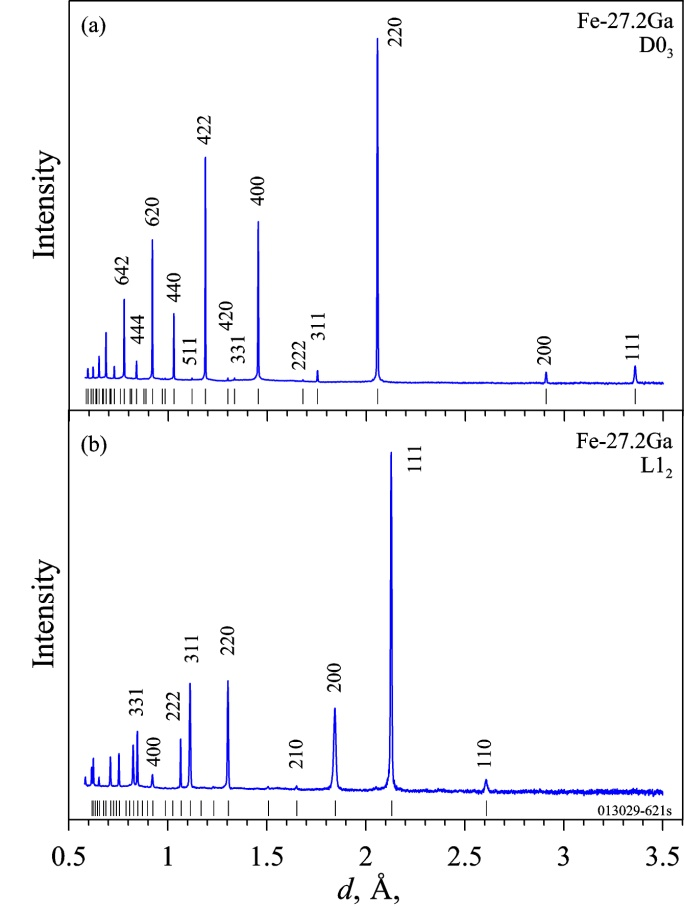 (a)
Fe-27.2Ga
D0₃
Intensity
642
444
620
440
511
422
420
331
400
222
311
220
200
111
(b)
Fe-27.2Ga
L1₂
Intensity
331
400
222
311
220
210
200
111
110
013029-621s
0.5 1 1.5 2 2.5 3 3.5
d, Å,